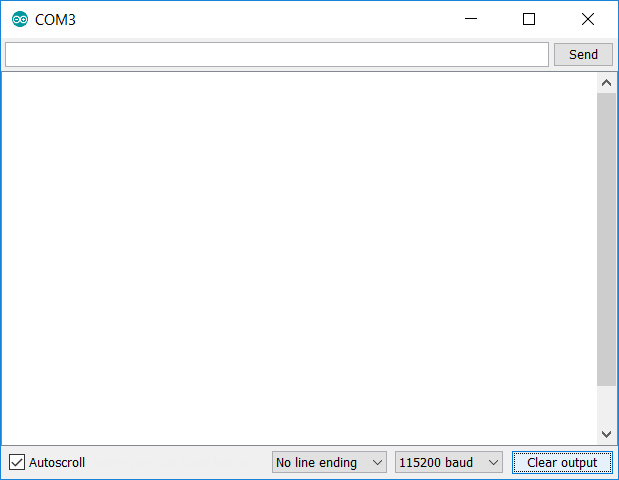 COM3
Send
Autoscroll
No line ending
115200 baud
Clear output